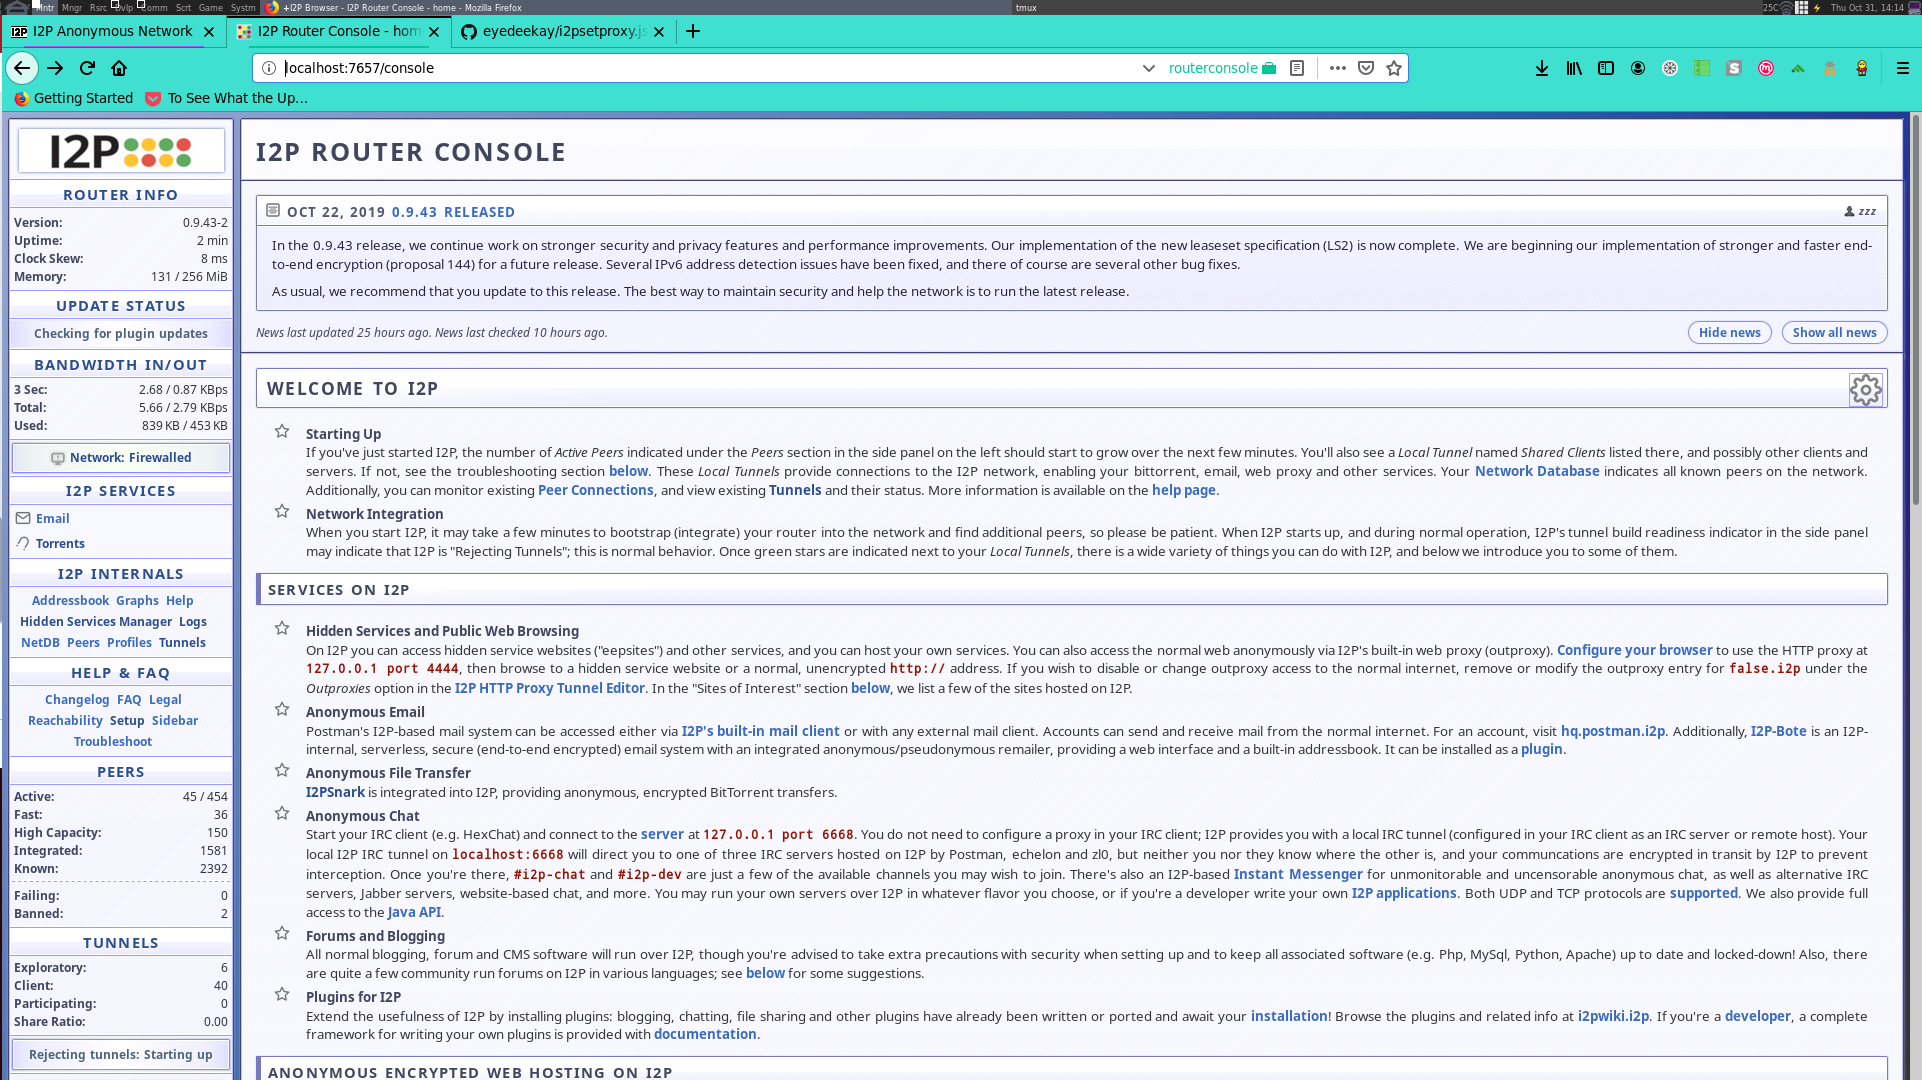 Mntr Mngr Rsrc Dvlp Comm Scrt Game Systm +I2P Browser - I2P Router Console - home - Mozilla Firefox tmux 25C Thu Oct 31, 14:14
I2P Anonymous Network I2P Router Console - hom eyedeekay/i2psetproxy.js
localhost:7657/console routerconsole
Getting Started To See What the Up…
I2P
ROUTER INFO
Version: 0.9.43-2
Uptime: 2 min
Clock Skew: 8 ms
Memory: 131 / 256 MiB
UPDATE STATUS
Checking for plugin updates
BANDWIDTH IN/OUT
3 Sec: 2.68 / 0.87 KBps
Total: 5.66 / 2.79 KBps
Used: 839 KB / 453 KB
Network: Firewalled
I2P SERVICES
Email
Torrents
I2P INTERNALS
Addressbook Graphs Help
Hidden Services Manager Logs
NetDB Peers Profiles Tunnels
HELP & FAQ
Changelog FAQ Legal
Reachability Setup Sidebar
Troubleshoot
PEERS
Active: 45 / 454
Fast: 36
High Capacity: 150
Integrated: 1581
Known: 2392
Failing: 0
Banned: 2
TUNNELS
Exploratory: 6
Client: 40
Participating: 0
Share Ratio: 0.00
Rejecting tunnels: Starting up
I2P ROUTER CONSOLE
OCT 22, 2019 0.9.43 RELEASED zzz
In the 0.9.43 release, we continue work on stronger security and privacy features and performance improvements. Our implementation of the new leaseset specification (LS2) is now complete. We are beginning our implementation of stronger and faster end-
to-end encryption (proposal 144) for a future release. Several IPv6 address detection issues have been fixed, and there of course are several other bug fixes.
As usual, we recommend that you update to this release. The best way to maintain security and help the network is to run the latest release.
News last updated 25 hours ago. News last checked 10 hours ago. Hide news Show all news
WELCOME TO I2P
Starting Up
If you've just started I2P, the number of Active Peers indicated under the Peers section in the side panel on the left should start to grow over the next few minutes. You'll also see a Local Tunnel named Shared Clients listed there, and possibly other clients and
servers. If not, see the troubleshooting section below. These Local Tunnels provide connections to the I2P network, enabling your bittorrent, email, web proxy and other services. Your Network Database indicates all known peers on the network.
Additionally, you can monitor existing Peer Connections, and view existing Tunnels and their status. More information is available on the help page.
Network Integration
When you start I2P, it may take a few minutes to bootstrap (integrate) your router into the network and find additional peers, so please be patient. When I2P starts up, and during normal operation, I2P's tunnel build readiness indicator in the side panel
may indicate that I2P is "Rejecting Tunnels"; this is normal behavior. Once green stars are indicated next to your Local Tunnels, there is a wide variety of things you can do with I2P, and below we introduce you to some of them.
SERVICES ON I2P
Hidden Services and Public Web Browsing
On I2P you can access hidden service websites ("eepsites") and other services, and you can host your own services. You can also access the normal web anonymously via I2P's built-in web proxy (outproxy). Configure your browser to use the HTTP proxy at
127.0.0.1 port 4444, then browse to a hidden service website or a normal, unencrypted http:// address. If you wish to disable or change outproxy access to the normal internet, remove or modify the outproxy entry for false.i2p under the
Outproxies option in the I2P HTTP Proxy Tunnel Editor. In the "Sites of Interest" section below, we list a few of the sites hosted on I2P.
Anonymous Email
Postman's I2P-based mail system can be accessed either via I2P's built-in mail client or with any external mail client. Accounts can send and receive mail from the normal internet. For an account, visit hq.postman.i2p. Additionally, I2P-Bote is an I2P-
internal, serverless, secure (end-to-end encrypted) email system with an integrated anonymous/pseudonymous remailer, providing a web interface and a built-in addressbook. It can be installed as a plugin.
Anonymous File Transfer
I2PSnark is integrated into I2P, providing anonymous, encrypted BitTorrent transfers.
Anonymous Chat
Start your IRC client (e.g. HexChat) and connect to the server at 127.0.0.1 port 6668. You do not need to configure a proxy in your IRC client; I2P provides you with a local IRC tunnel (configured in your IRC client as an IRC server or remote host). Your
local I2P IRC tunnel on localhost:6668 will direct you to one of three IRC servers hosted on I2P by Postman, echelon and zl0, but neither you nor they know where the other is, and your communcations are encrypted in transit by I2P to prevent
interception. Once you're there, #i2p-chat and #i2p-dev are just a few of the available channels you may wish to join. There's also an I2P-based Instant Messenger for unmonitorable and uncensorable anonymous chat, as well as alternative IRC
servers, Jabber servers, website-based chat, and more. You may run your own servers over I2P in whatever flavor you choose, or if you're a developer write your own I2P applications. Both UDP and TCP protocols are supported. We also provide full
access to the Java API.
Forums and Blogging
All normal blogging, forum and CMS software will run over I2P, though you're advised to take extra precautions with security when setting up and to keep all associated software (e.g. Php, MySql, Python, Apache) up to date and locked-down! Also, there
are quite a few community run forums on I2P in various languages; see below for some suggestions.
Plugins for I2P
Extend the usefulness of I2P by installing plugins: blogging, chatting, file sharing and other plugins have already been written or ported and await your installation! Browse the plugins and related info at i2pwiki.i2p. If you're a developer, a complete
framework for writing your own plugins is provided with documentation.
ANONYMOUS ENCRYPTED WEB HOSTING ON I2P